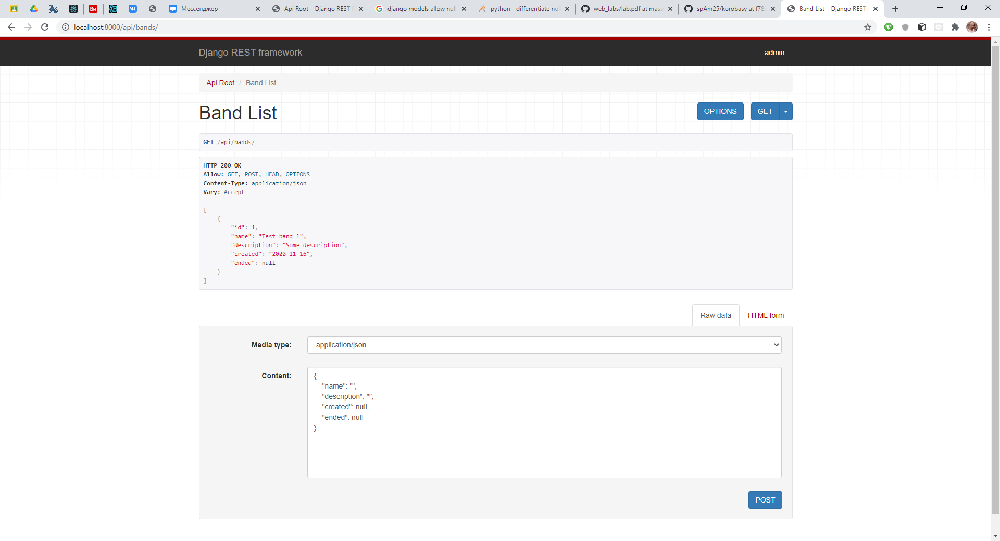 Ви
Мессенджер
Api Root – Django REST f
django models allow null
python - differentiate nul
web_labs/lab.pdf at mast
spAm25/korobasy at f78
Band List – Django REST
localhost:8000/api/bands/
Django REST framework
admin
Api Root / Band List
Band List
OPTIONS
GET
GET /api/bands/
HTTP 200 OK
Allow: GET, POST, HEAD, OPTIONS
Content-Type: application/json
Vary: Accept
[
    {
        "id": 1,
        "name": "Test band 1",
        "description": "Some description",
        "created": "2020-11-16",
        "ended": null
    }
]
Raw data
HTML form
Media type:
application/json
Content:
{
    "name": "",
    "description": "",
    "created": null,
    "ended": null
}
POST